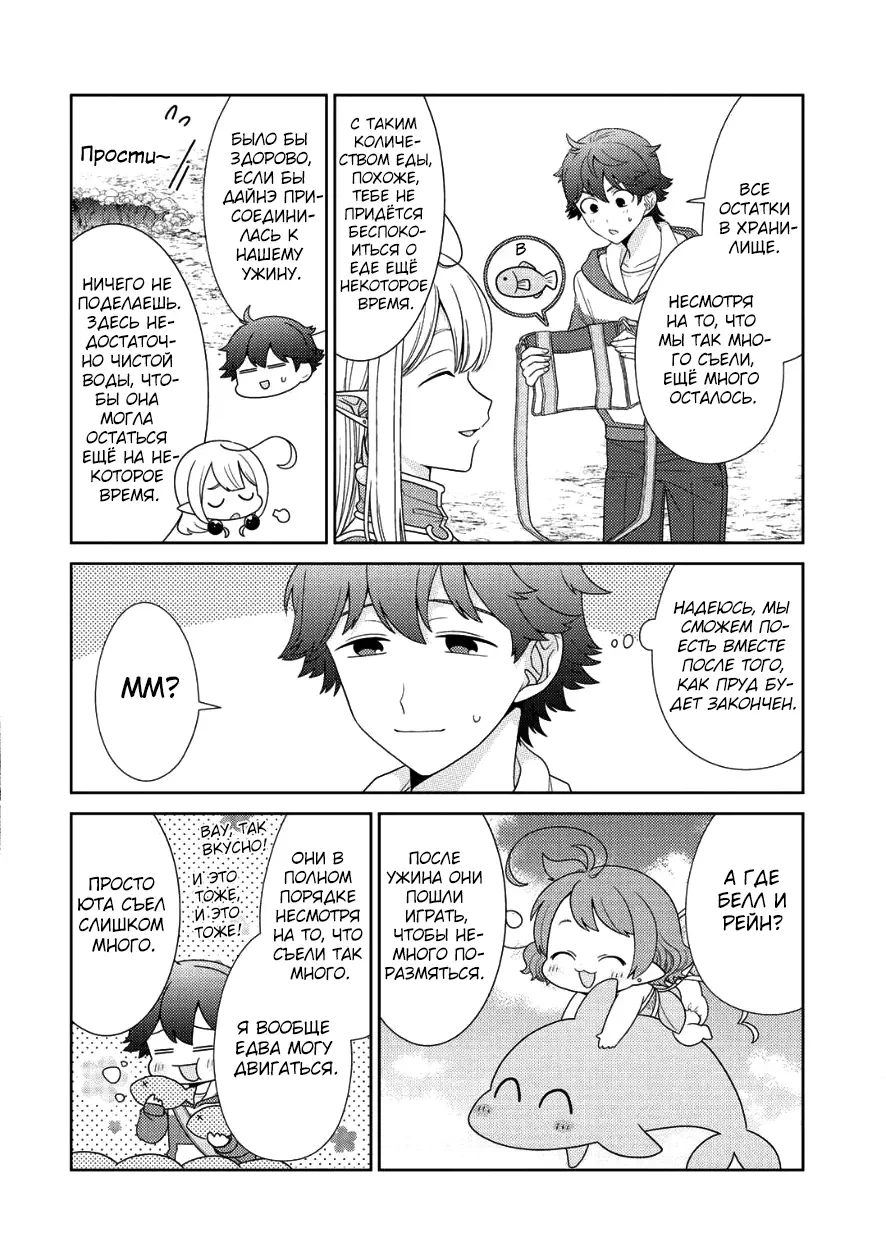 ВСЕ
ОСТАТКИ
В ХРАНИ-
ЛИЩЕ.
НЕСМОТРЯ
НА ТО, ЧТО
МЫ ТАК МНО-
ГО СЪЕЛИ,
ЕЩЁ МНОГО
ОСТАЛОСЬ.
В
С ТАКИМ
КОЛИЧЕ-
СТВОМ ЕДЫ,
ПОХОЖЕ,
ТЕБЕ НЕ
ПРИДЁТСЯ
БЕСПОКО-
ИТЬСЯ О
ЕДЕ ЕЩЁ
НЕКОТОРОЕ
ВРЕМЯ.
БЫЛО БЫ
ЗДОРОВО,
ЕСЛИ БЫ
ДАЙНЭ ПРИ-
СОЕДИНИ-
ЛАСЬ К
НАШЕМУ
УЖИНУ.
Прости~
НИЧЕГО НЕ
ПОДЕЛАЕШЬ.
ЗДЕСЬ НЕ-
ДОСТАТОЧ-
НО ЧИСТОЙ
ВОДЫ, ЧТО-
БЫ ОНА
МОГЛА
ОСТАТЬСЯ
ЕЩЁ НА НЕ-
КОТОРОЕ
ВРЕМЯ.
НАДЕЮСЬ, МЫ
СМОЖЕМ ПО-
ЕСТЬ ВМЕСТЕ
ПОСЛЕ ТОГО,
КАК ПРУД БУ-
ДЕТ ЗАКОНЧЕН.
ММ?
А ГДЕ
БЕЛЛ И
РЕЙН?
ПОСЛЕ
УЖИНА ОНИ
ПОШЛИ
ИГРАТЬ,
ЧТОБЫ НЕ-
МНОГО ПО-
РАЗМЯТЬСЯ.
ОНИ В
ПОЛНОМ
ПОРЯДКЕ
НЕСМОТРЯ
НА ТО, ЧТО
СЪЕЛИ ТАК
МНОГО.
Я ВООБЩЕ
ЕДВА МОГУ
ДВИГАТЬСЯ.
ВАУ, ТАК
ВКУСНО!
И ЭТО
ТОЖЕ,
И ЭТО
ТОЖЕ!
ПРОСТО
ЮТА СЪЕЛ
СЛИШКОМ
МНОГО.